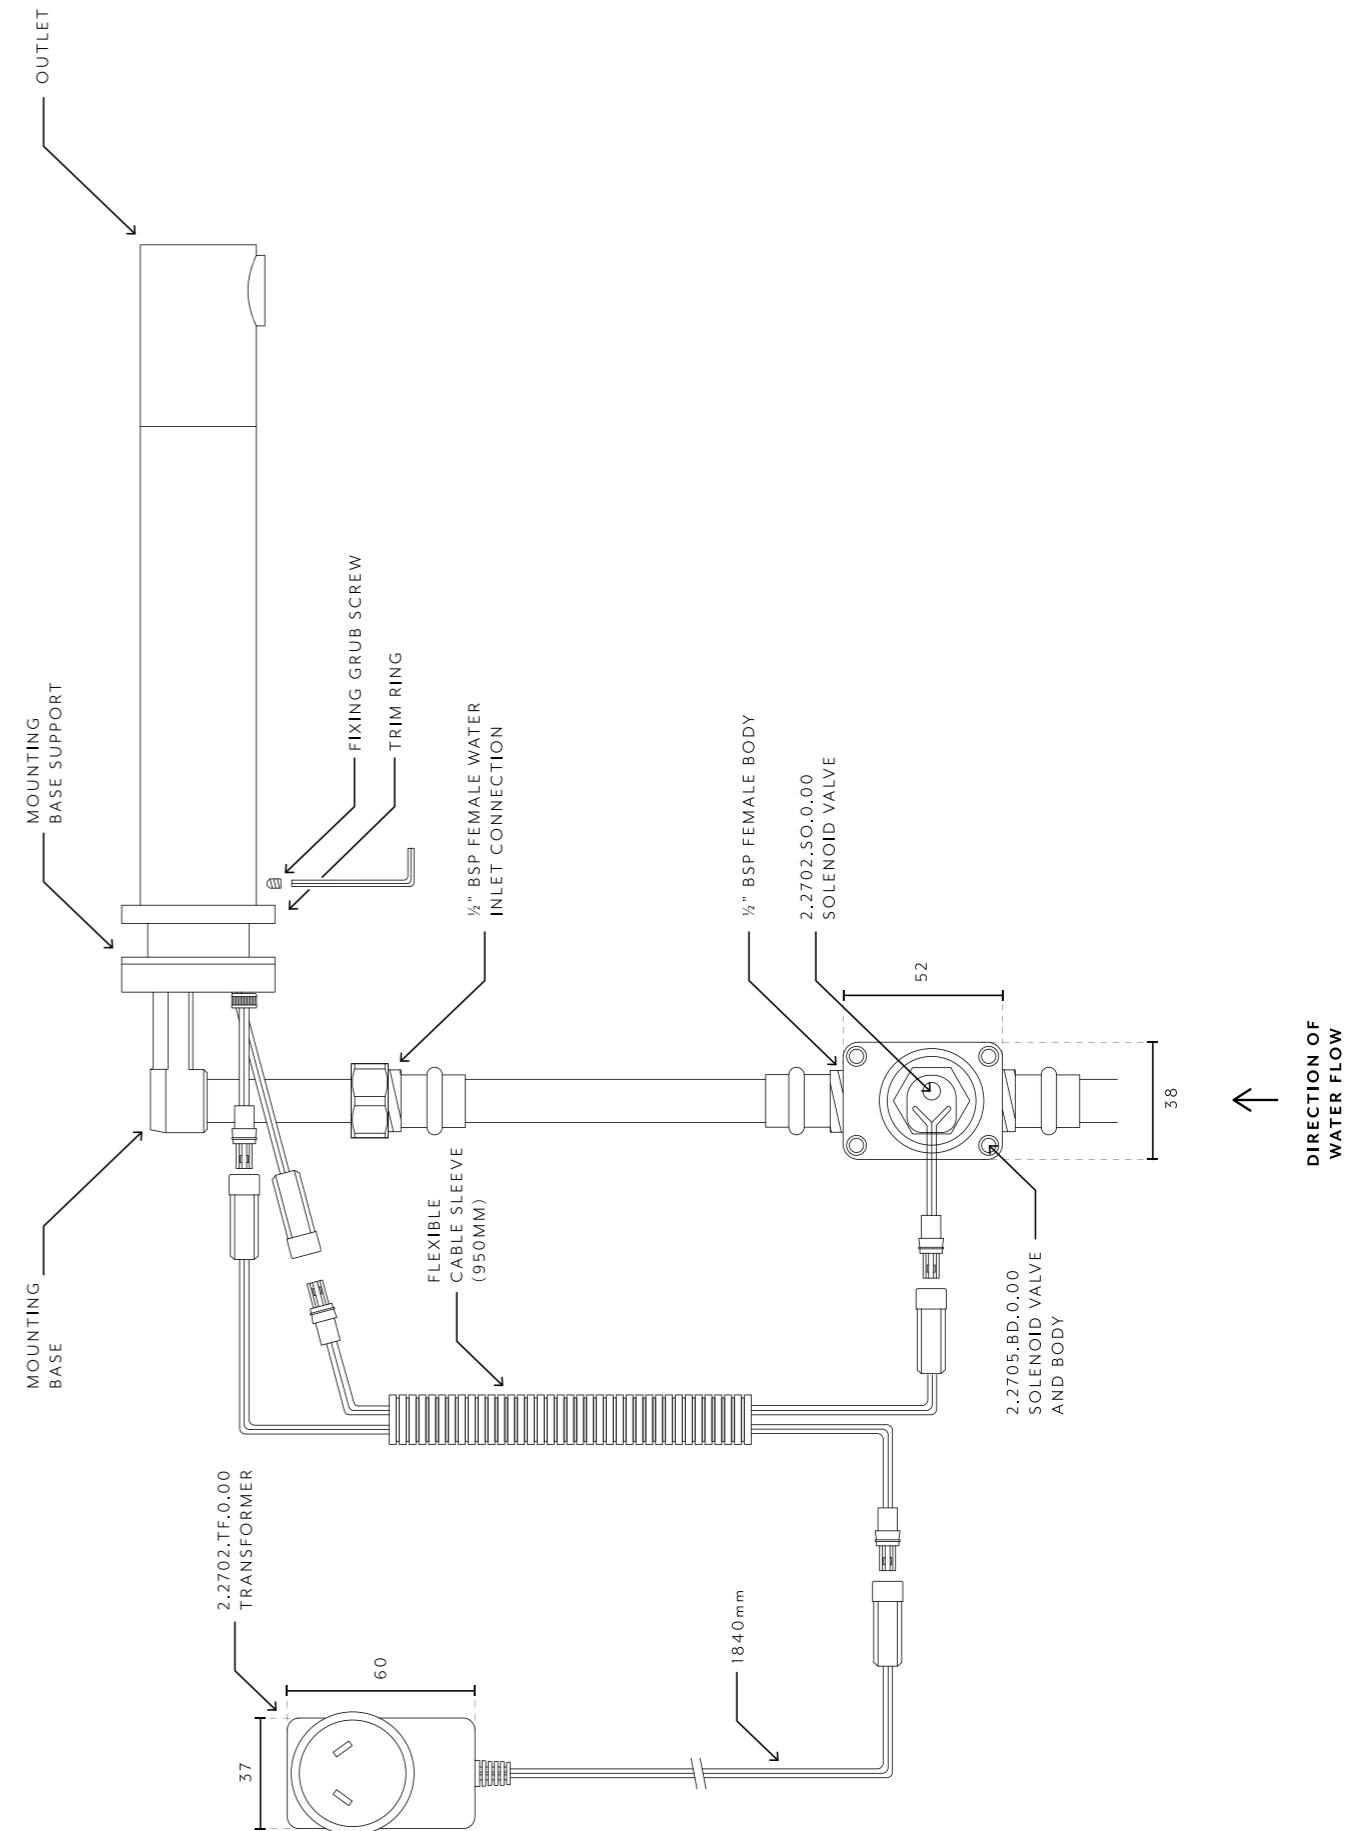 MOUNTING
BASE
MOUNTING
BASE SUPPORT
OUTLET
2.2702.TF.0.00
TRANSFORMER
37
FIXING GRUB SCREW
60
TRIM RING
FLEXIBLE
CABLE SLEEVE
(950MM)
½” BSP FEMALE WATER
INLET CONNECTION
1840mm
½” BSP FEMALE BODY
2.2702.SO.0.00
SOLENOID VALVE
52
2.2705.BD.0.00
SOLENOID VALVE
AND BODY
38
DIRECTION OF
WATER FLOW